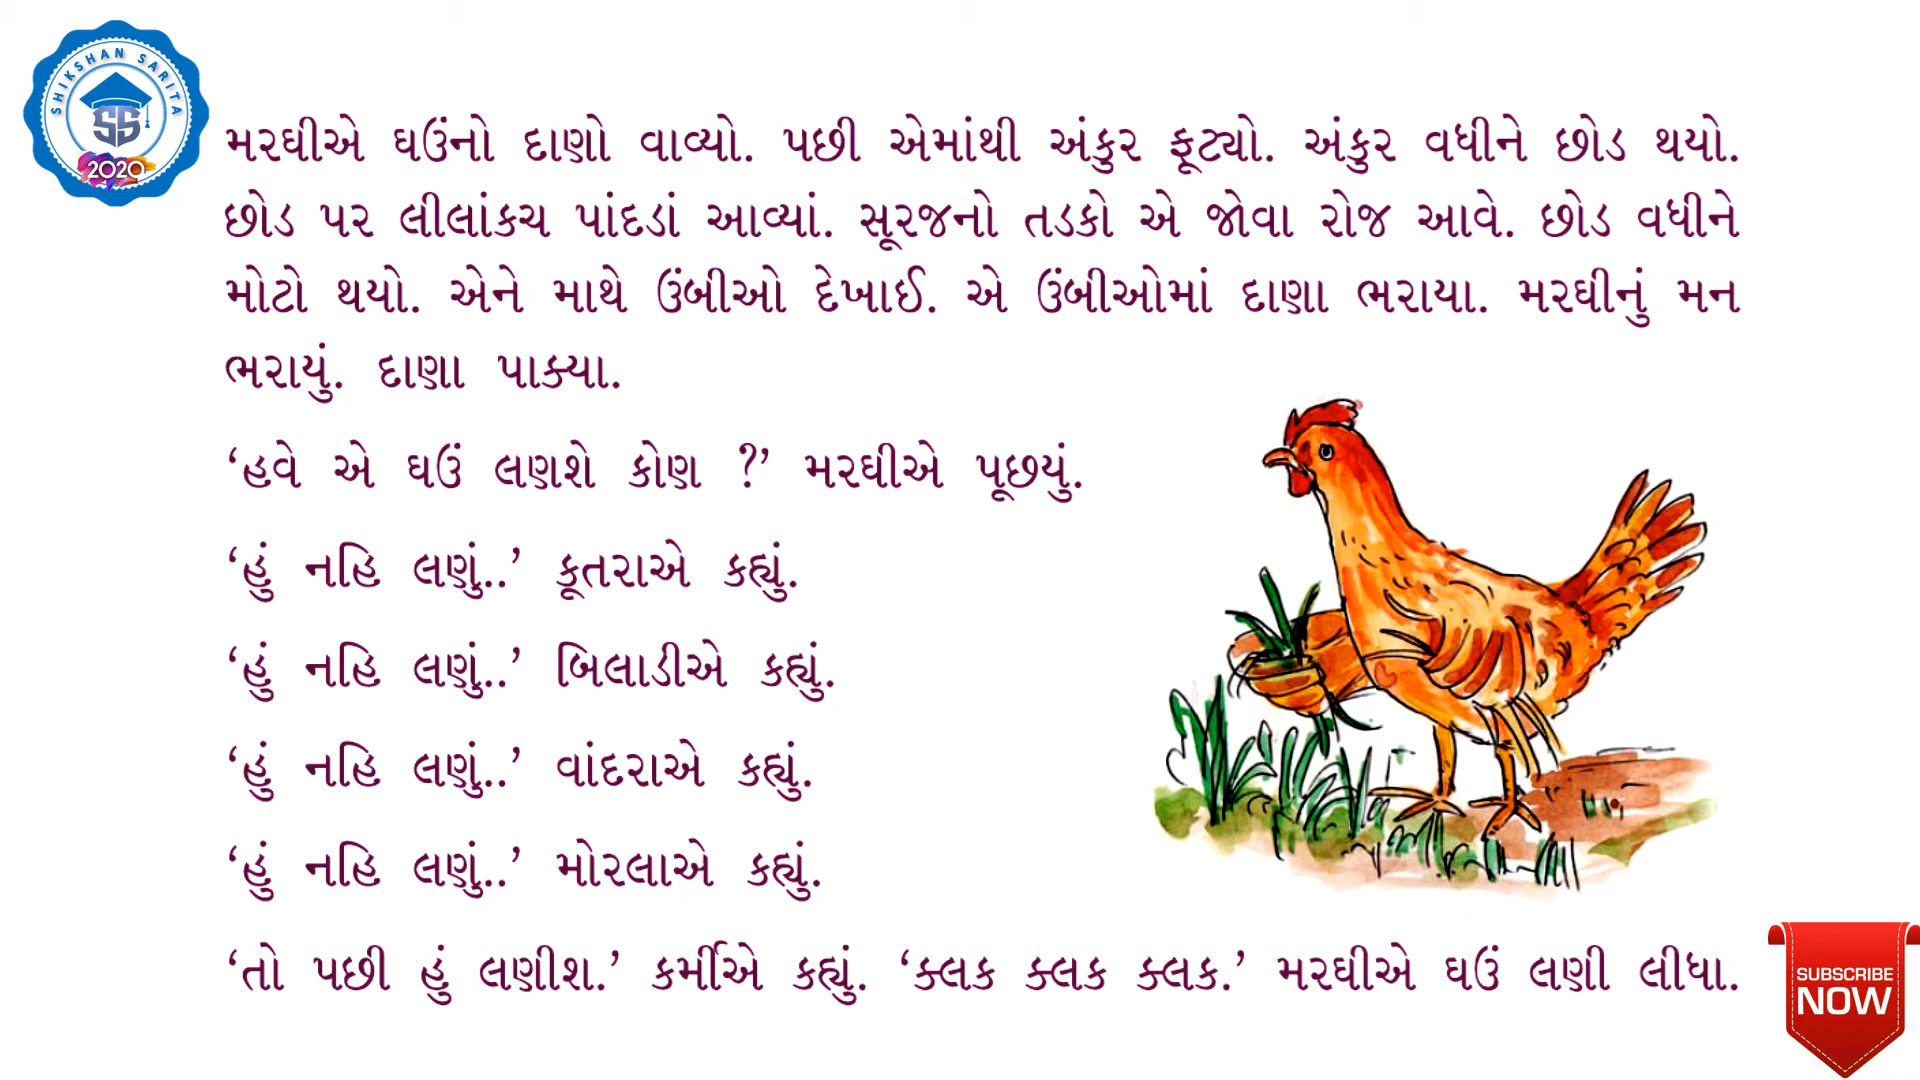 SHIKSHAN SARITA
SS
2020
મરઘીએ ઘઉંનો દાણો વાવ્યો. પછી એમાંથી અંકુર ફૂટ્યો. અંકુર વધીને છોડ થયો.
છોડ પર લીલાંકચ પાંદડાં આવ્યાં. સૂરજનો તડકો એ જોવા રોજ આવે. છોડ વધીને
મોટો થયો. એને માથે ઉંબીઓ દેખાઈ. એ ઉંબીઓમાં દાણા ભરાયા. મરઘીનું મન
ભરાયું. દાણા પાક્યા.
‘હવે એ ઘઉં લણશે કોણ ?’ મરઘીએ પૂછયું.
‘હું નહિ લણું..’ કૂતરાએ કહ્યું.
‘હું નહિ લણું..’ બિલાડીએ કહ્યું.
‘હું નહિ લણું..’ વાંદરાએ કહ્યું.
‘હું નહિ લણું..’ મોરલાએ કહ્યું.
‘તો પછી હું લણીશ.’ કર્મીએ કહ્યું. ‘ક્લક ક્લક ક્લક.’ મરઘીએ ઘઉં લણી લીધા.
SUBSCRIBE
NOW